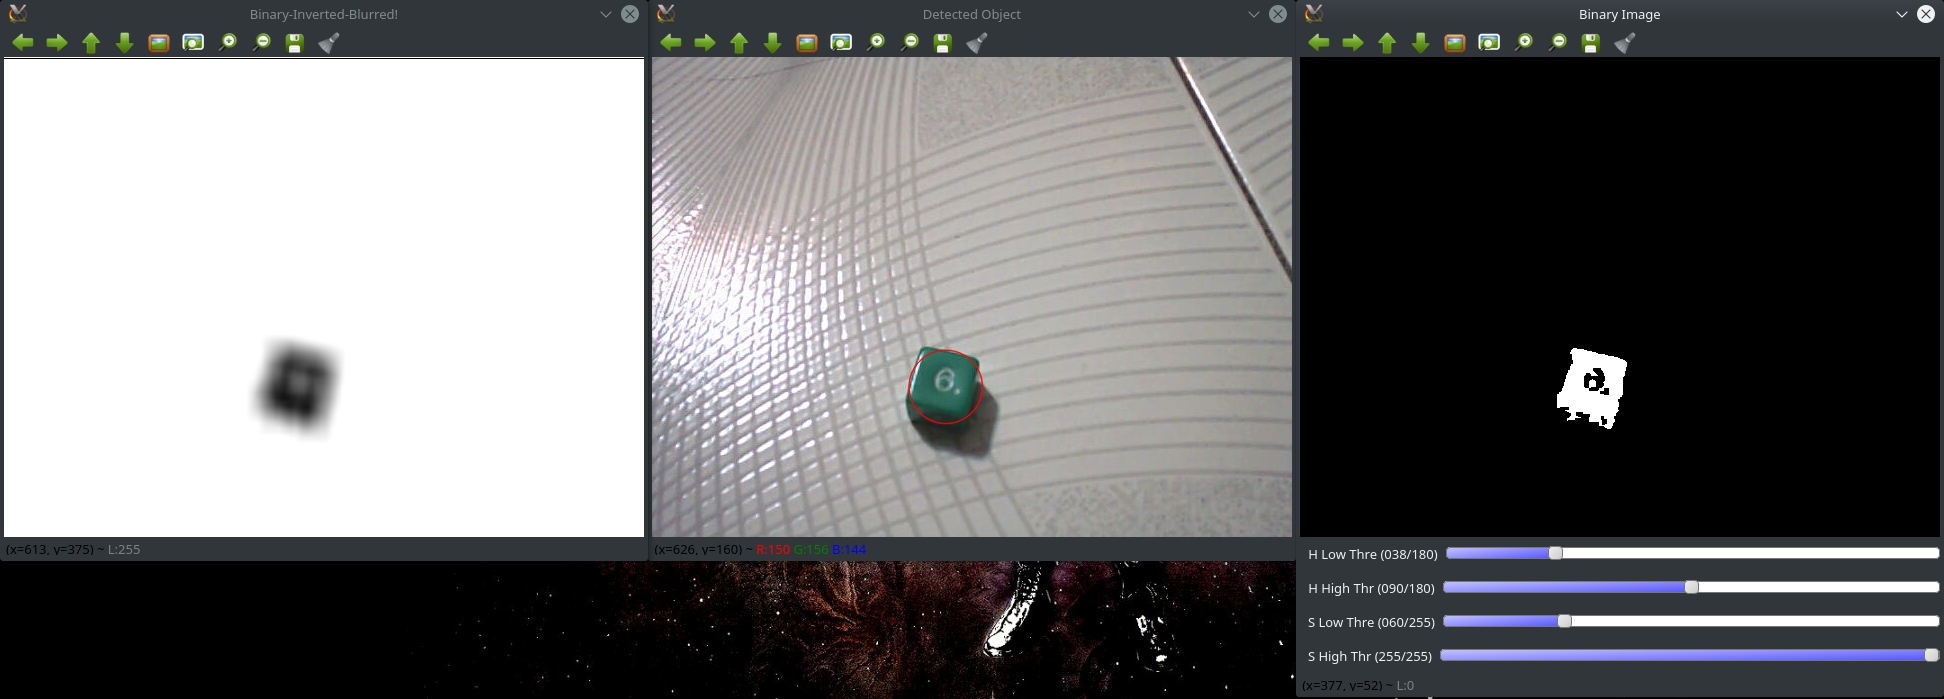 Binary-Inverted-Blurred!
(x=613, y=375) ~ L:255
Detected Object
6.
(x=626, y=160) ~ R:150 G:156 B:144
Binary Image
6.
H Low Thre (038/180)
H High Thr (090/180)
S Low Thre (060/255)
S High Thr (255/255)
(x=377, y=52) ~ L:0